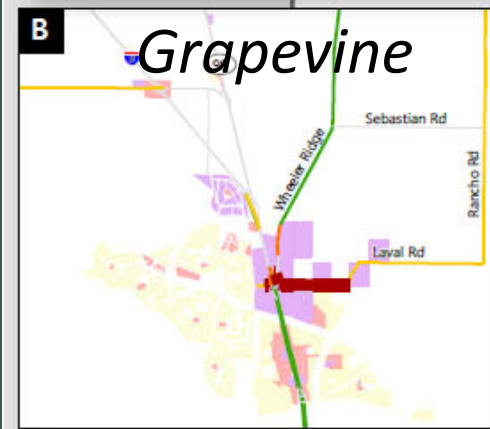 B
Grapevine
Sebastian Rd
Wheeler Ridge
Rancho Rd
Laval Rd